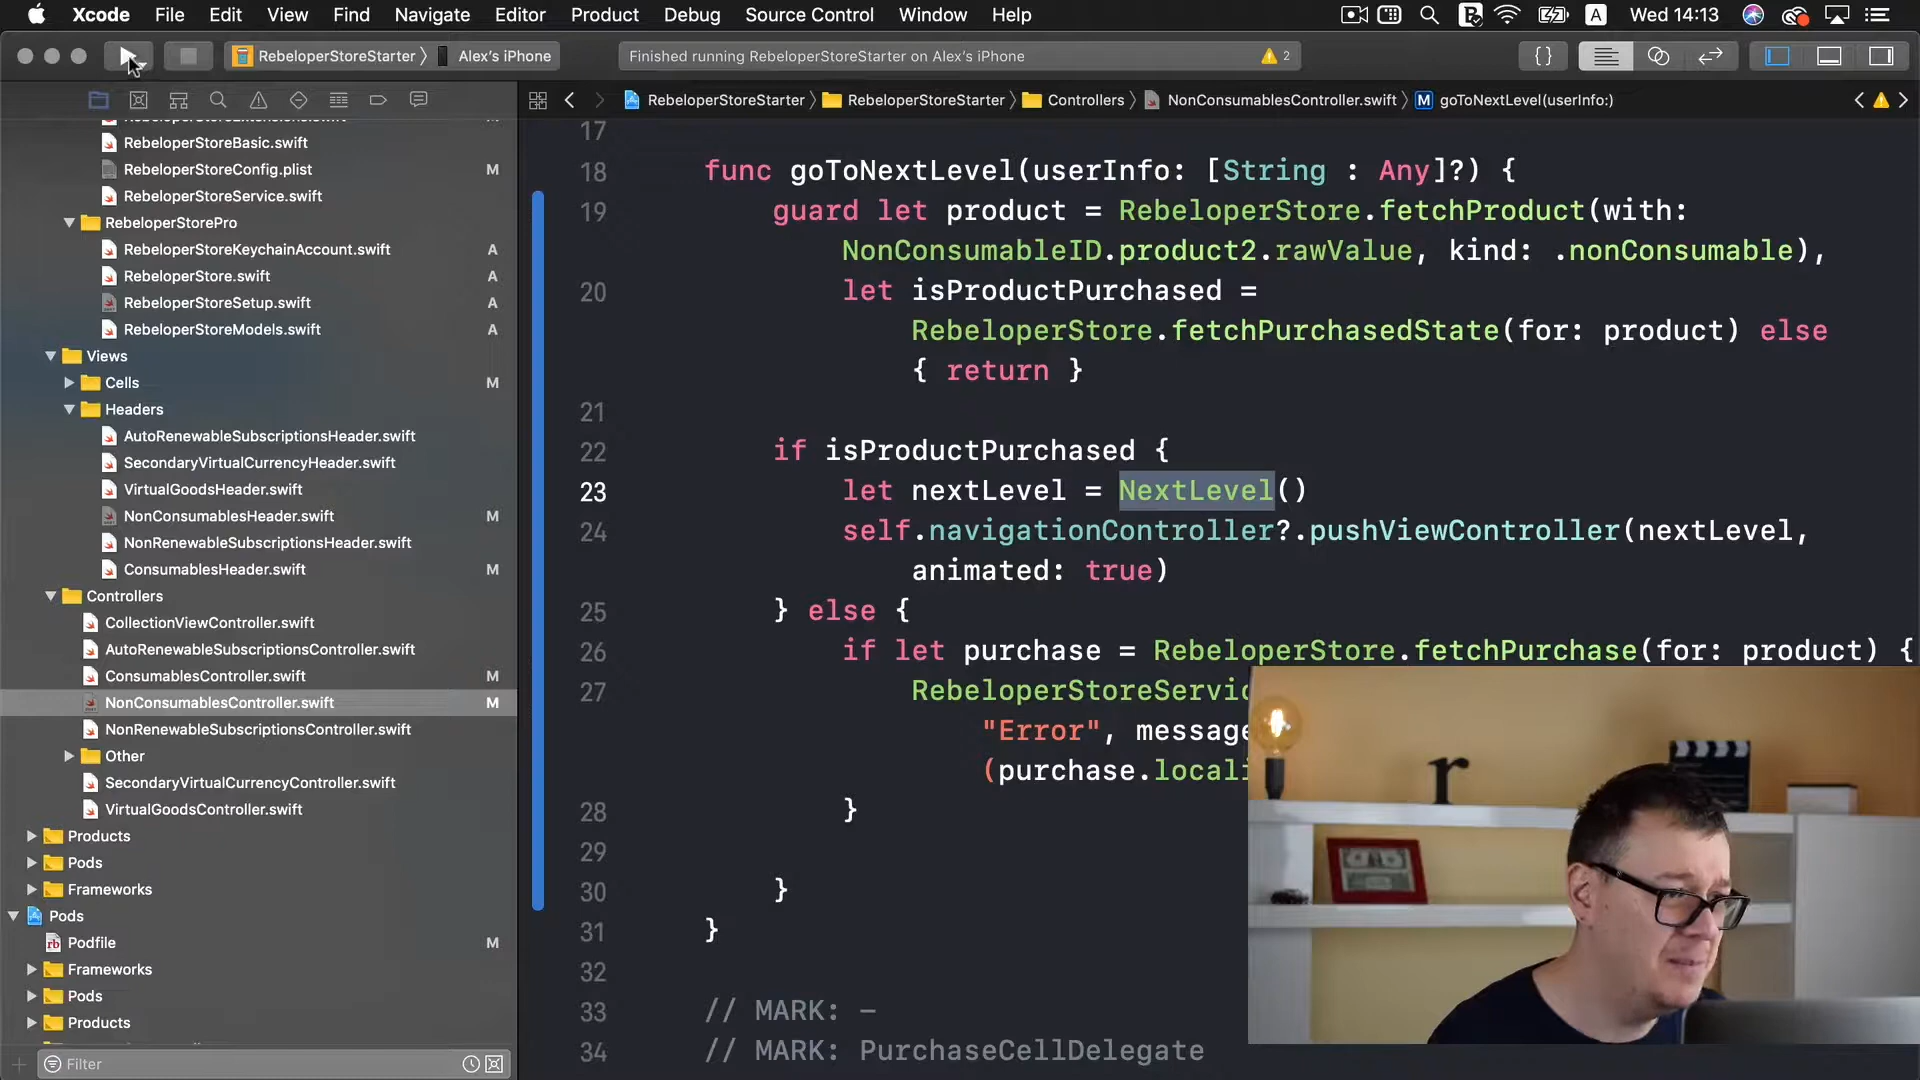 Xcode File Edit View Find Navigate Editor Product Debug Source Control Window Help A Wed 14:13
RebeloperStoreStarter Alex's iPhone Finished running RebeloperStoreStarter on Alex's iPhone 2
RebeloperStoreStarter RebeloperStoreStarter Controllers NonConsumablesController.swift M goToNextLevel(userInfo:)
RebeloperStoreExtensions.swift M
RebeloperStoreBasic.swift
RebeloperStoreConfig.plist M
RebeloperStoreService.swift
RebeloperStorePro
RebeloperStoreKeychainAccount.swift A
RebeloperStore.swift A
RebeloperStoreSetup.swift A
RebeloperStoreModels.swift A
Views
Cells M
Headers
AutoRenewableSubscriptionsHeader.swift
SecondaryVirtualCurrencyHeader.swift
VirtualGoodsHeader.swift
NonConsumablesHeader.swift M
NonRenewableSubscriptionsHeader.swift
ConsumablesHeader.swift M
Controllers
CollectionViewController.swift
AutoRenewableSubscriptionsController.swift
ConsumablesController.swift M
NonConsumablesController.swift M
NonRenewableSubscriptionsController.swift
Other
SecondaryVirtualCurrencyController.swift
VirtualGoodsController.swift
Products
Pods
Frameworks
Pods
rb Podfile M
Frameworks
Pods
Products
Filter
17
18 func goToNextLevel(userInfo: [String : Any]?) {
19 guard let product = RebeloperStore.fetchProduct(with:
NonConsumableID.product2.rawValue, kind: .nonConsumable),
20 let isProductPurchased =
RebeloperStore.fetchPurchasedState(for: product) else
{ return }
21
22 if isProductPurchased {
23 let nextLevel = NextLevel()
24 self.navigationController?.pushViewController(nextLevel,
animated: true)
25 } else {
26 if let purchase = RebeloperStore.fetchPurchase(for: product) {
27 RebeloperStoreServic
"Error", message
(purchase.locali
28 }
29
30 }
31 }
32
33 // MARK: –
34 // MARK: PurchaseCellDelegate
r